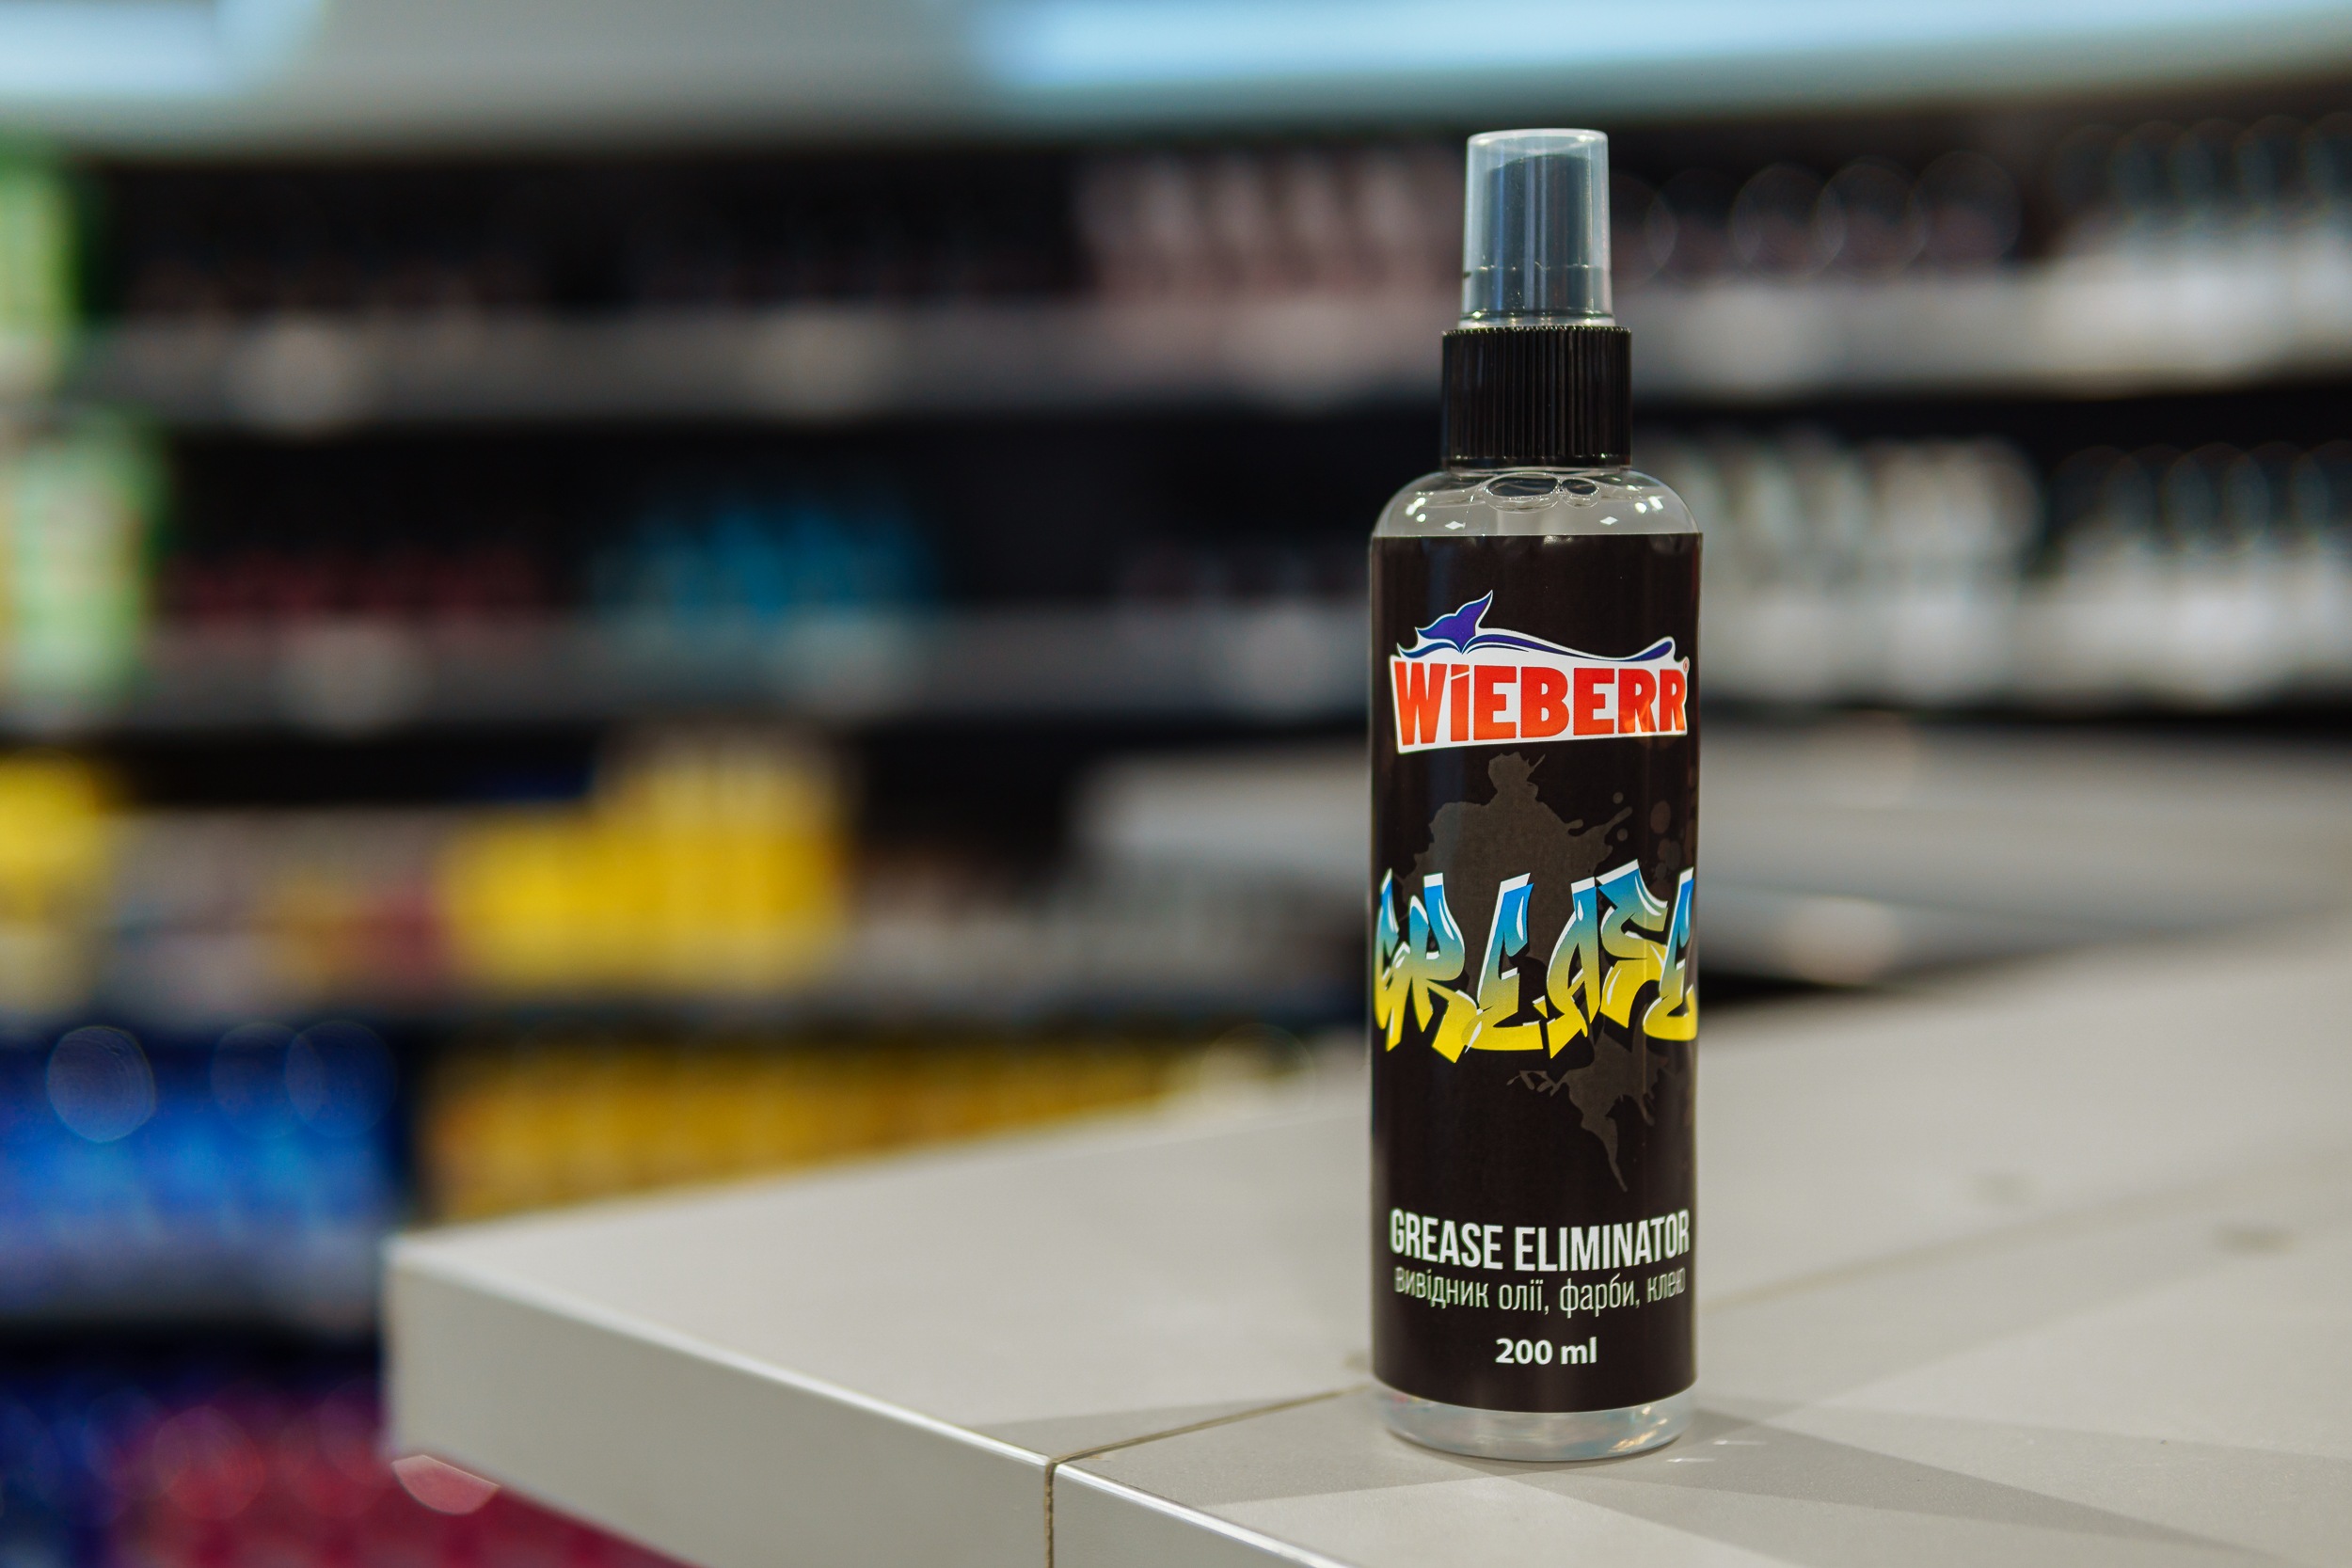 WiEBERR®
GREASE
GREASE ELIMINATOR
вивідник олії, фарби, клею
200 ml